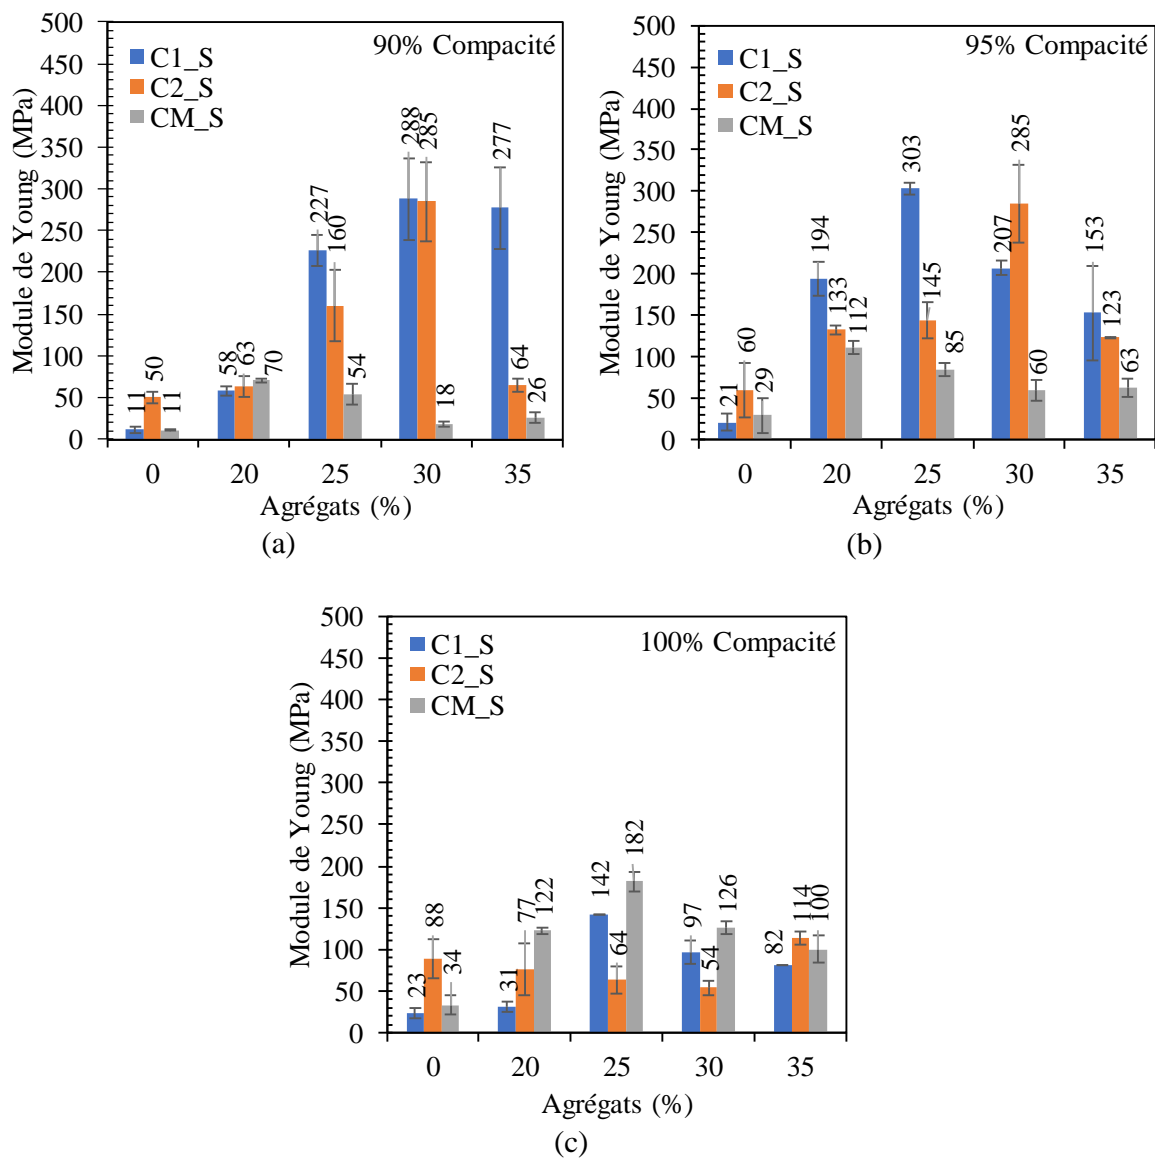 90% Compacité
C1_S
C2_S
CM_S
Module de Young (MPa)
500
450
400
350
300
250
200
150
100
50
0
11 50 11 58 63 70 227 160 54 288 285 18 277 64 26
0 20 25 30 35
Agrégats (%)
(a)
95% Compacité
C1_S
C2_S
CM_S
Module de Young (MPa)
500
450
400
350
300
250
200
150
100
50
0
21 60 29 194 133 112 303 145 85 207 285 60 153 123 63
0 20 25 30 35
Agrégats (%)
(b)
100% Compacité
C1_S
C2_S
CM_S
Module de Young (MPa)
500
450
400
350
300
250
200
150
100
50
0
23 88 34 31 77 122 142 64 182 97 54 126 82 114 100
0 20 25 30 35
Agrégats (%)
(c)